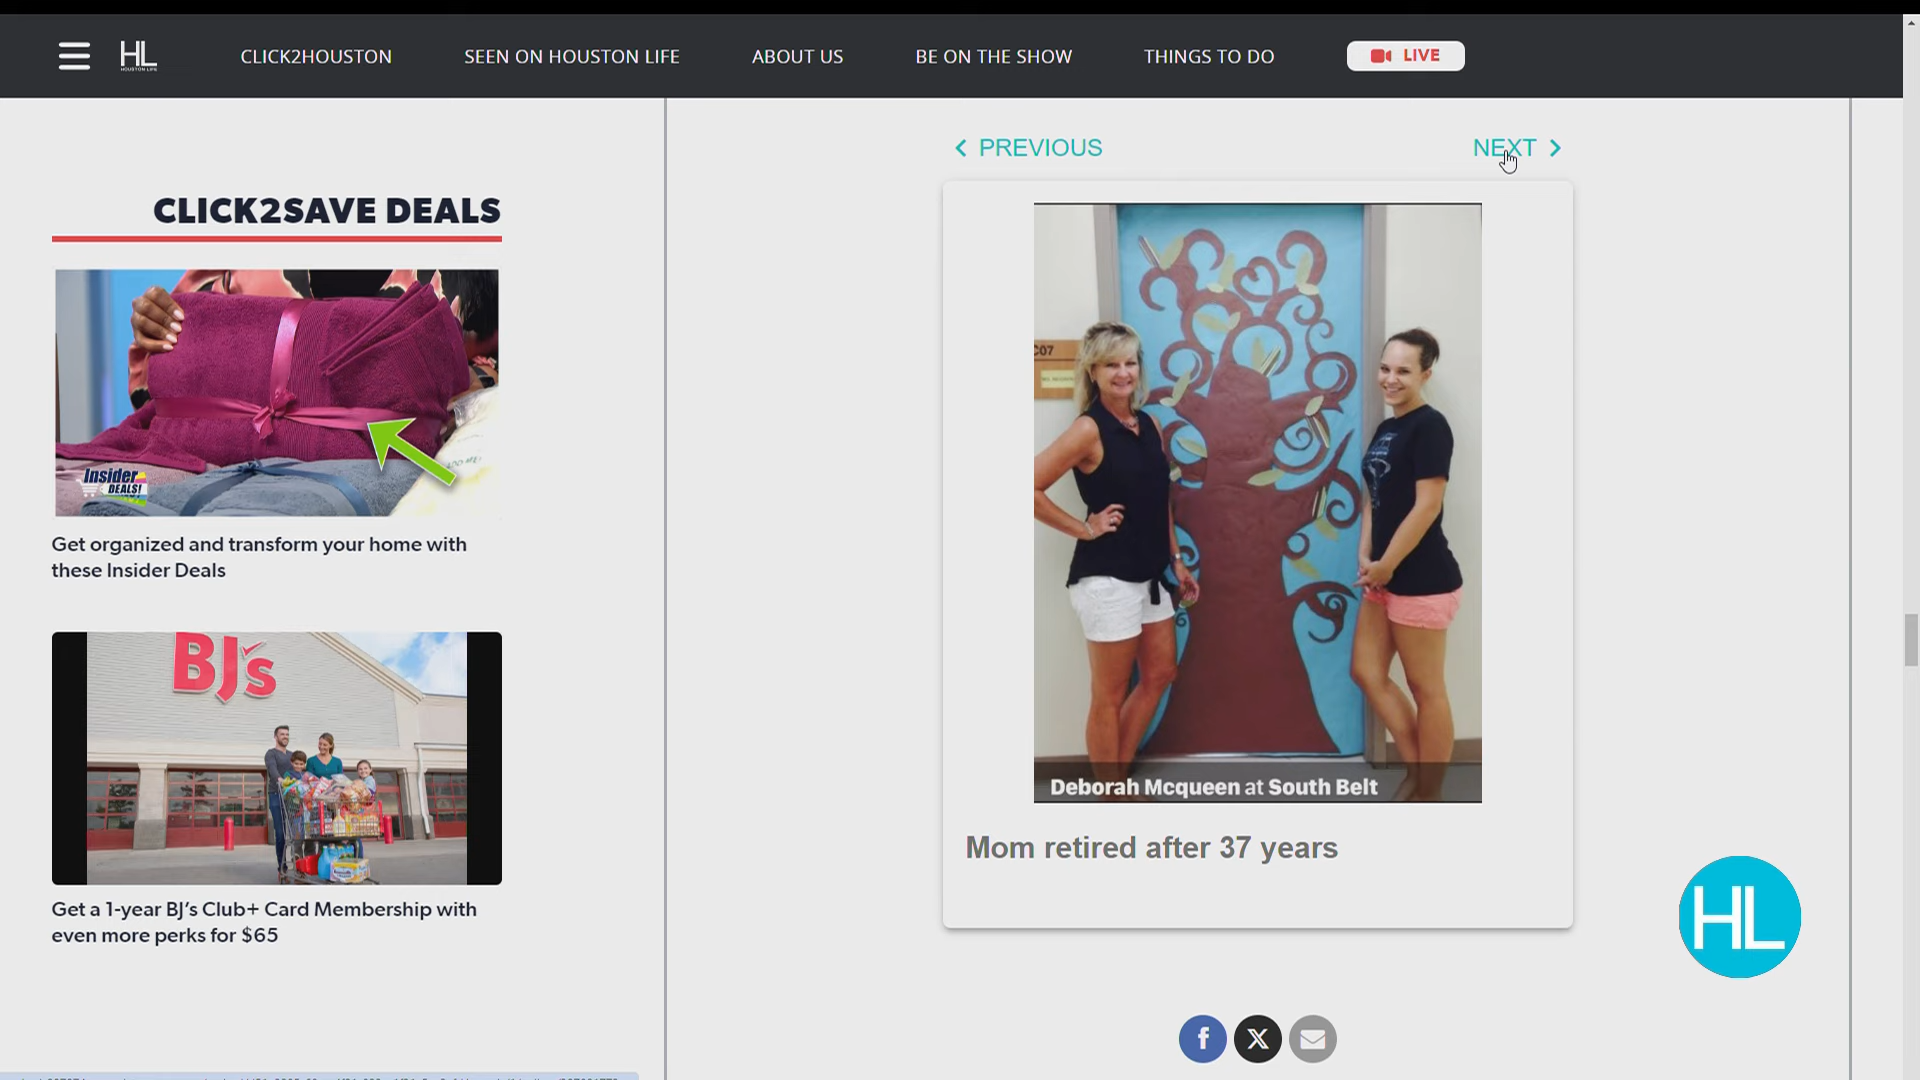 HL
HOUSTON LIFE
CLICK2HOUSTON
SEEN ON HOUSTON LIFE
ABOUT US
BE ON THE SHOW
THINGS TO DO
LIVE
PREVIOUS
NEXT
CLICK2SAVE DEALS
Insider
DEALS!
Get organized and transform your home with
these Insider Deals
BJ's
Get a 1-year BJ's Club+ Card Membership with
even more perks for $65
C07
Deborah Mcqueen at South Belt
Mom retired after 37 years
HL